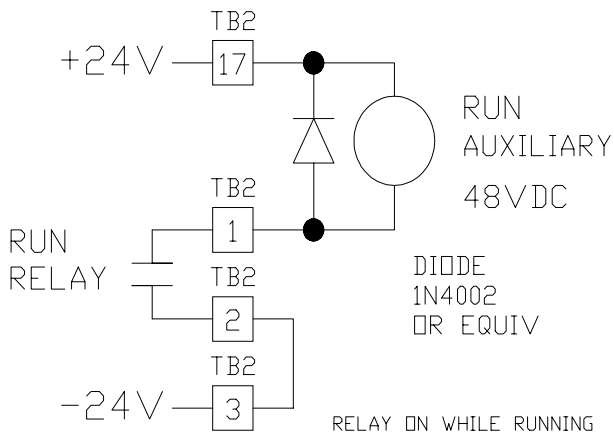 TB2
+24V
17
RUN
AUXILIARY
48VDC
TB2
1
RUN
RELAY
TB2
2
DIODE
1N4002
OR EQUIV
TB2
-24V
3
RELAY ON WHILE RUNNING